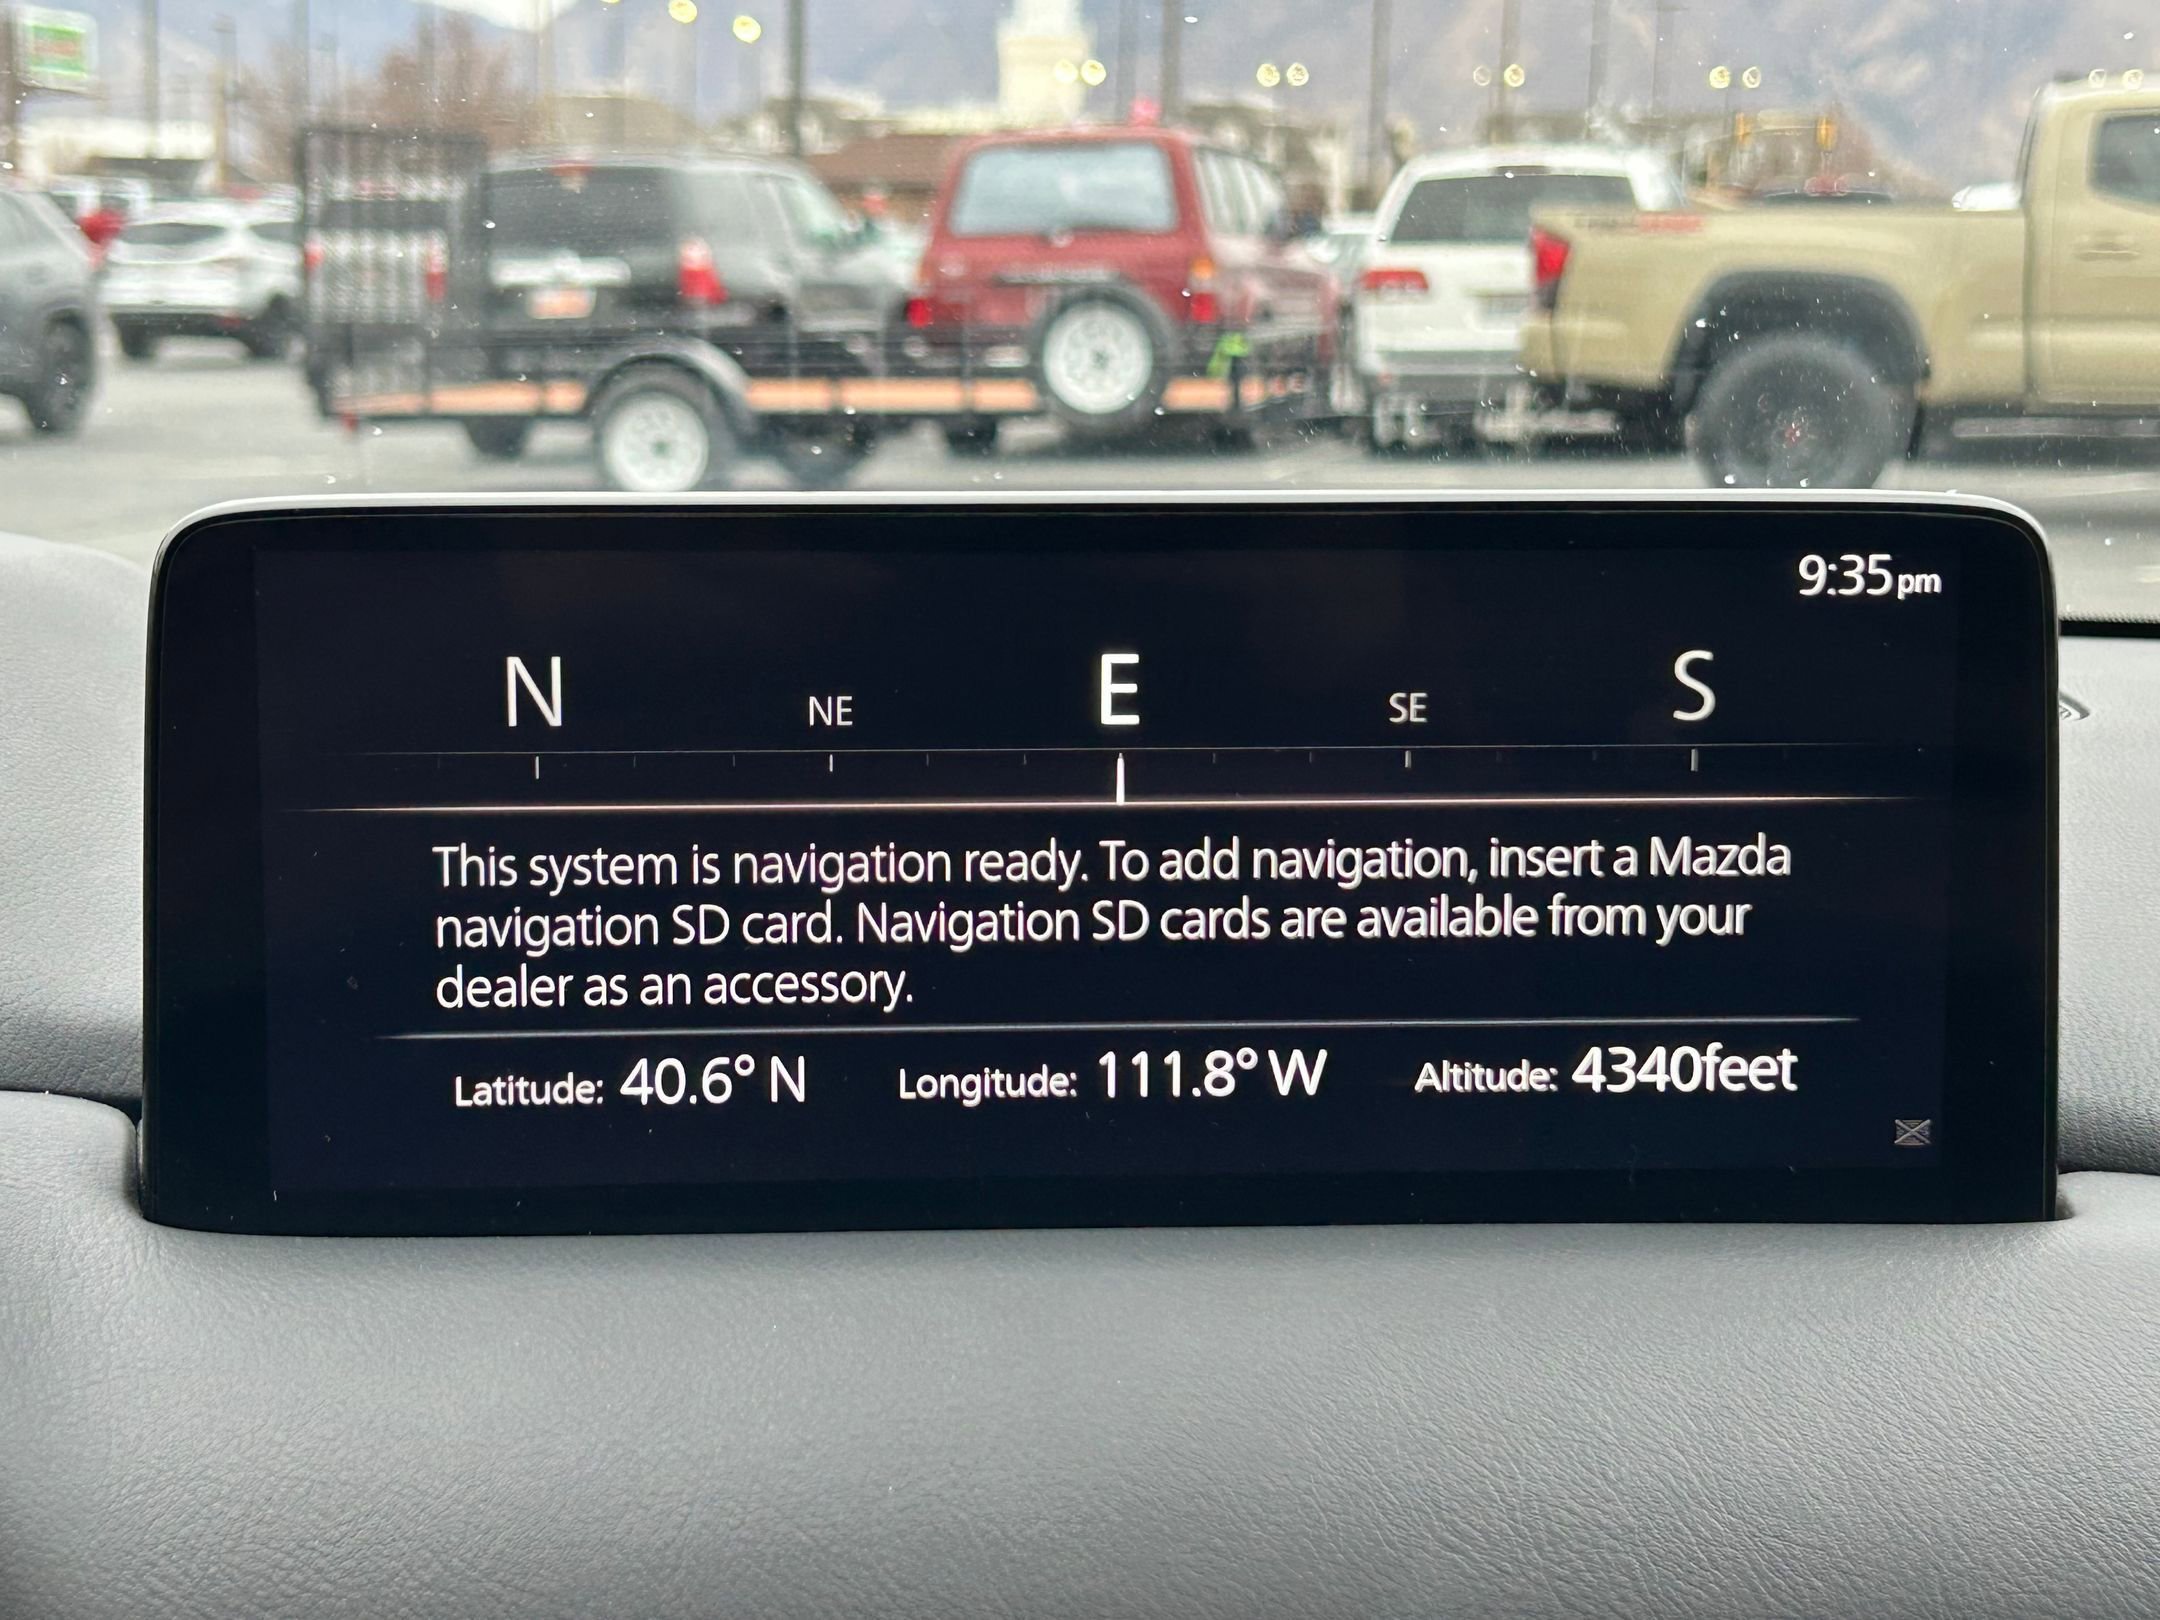 9:35pm
N NE E SE S
This system is navigation ready. To add navigation, insert a Mazda
navigation SD card. Navigation SD cards are available from your
dealer as an accessory.
Latitude: 40.6° N Longitude: 111.8° W Altitude: 4340feet